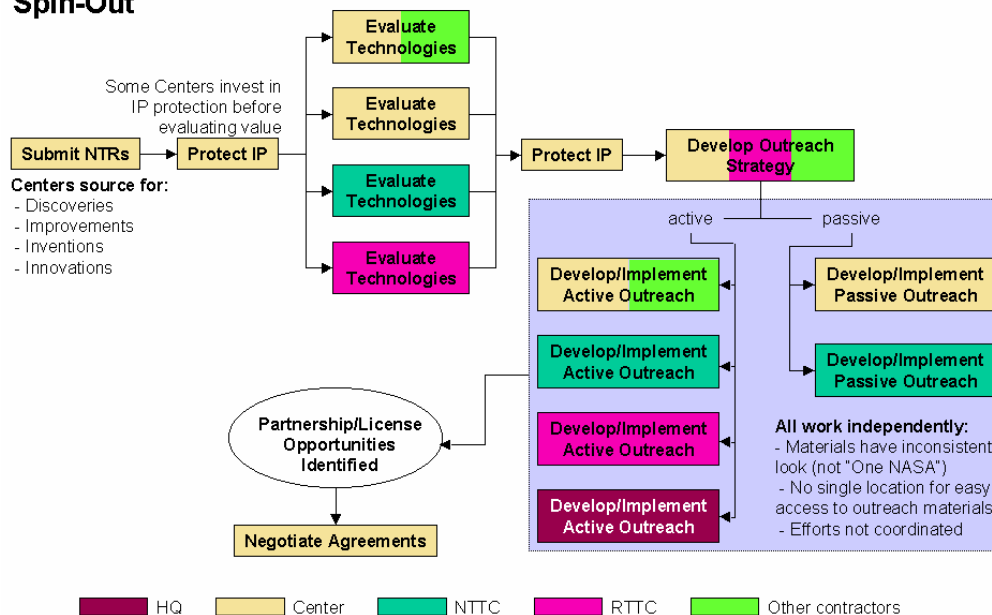 Spin-Out
Evaluate
Technologies
Some Centers invest in
IP protection before
evaluating value
Evaluate
Technologies
Submit NTRs
Protect IP
Protect IP
Develop Outreach
Strategy
Centers source for:
- Discoveries
- Improvements
- Inventions
- Innovations
Evaluate
Technologies
Evaluate
Technologies
active
passive
Develop/Implement
Active Outreach
Develop/Implement
Passive Outreach
Develop/Implement
Active Outreach
Develop/Implement
Passive Outreach
Develop/Implement
Active Outreach
Develop/Implement
Active Outreach
All work independently:
- Materials have inconsistent
look (not "One NASA")
- No single location for easy
access to outreach materials
- Efforts not coordinated
Partnership/License
Opportunities
Identified
Negotiate Agreements
HQ
Center
NTTC
RTTC
Other contractors